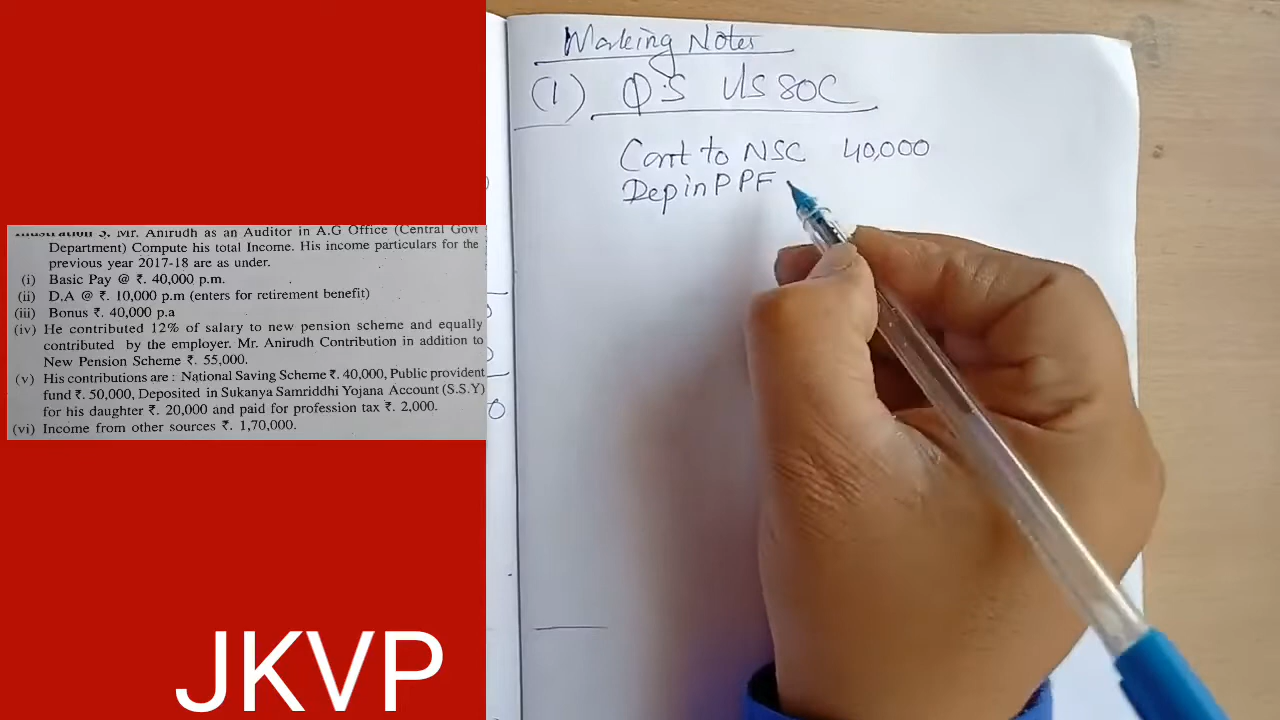 Illustration 3. Mr. Anirudh as an Auditor in A.G Office (Central Govt
Department) Compute his total Income. His income particulars for the
previous year 2017-18 are as under.
(i) Basic Pay @ ₹. 40,000 p.m.
(ii) D.A @ ₹. 10,000 p.m (enters for retirement benefit)
(iii) Bonus ₹. 40,000 p.a
(iv) He contributed 12% of salary to new pension scheme and equally
contributed by the employer. Mr. Anirudh Contribution in addition to
New Pension Scheme ₹. 55,000.
(v) His contributions are : National Saving Scheme ₹. 40,000, Public provident
fund ₹. 50,000, Deposited in Sukanya Samriddhi Yojana Account (S.S.Y)
for his daughter ₹. 20,000 and paid for profession tax ₹. 2,000.
(vi) Income from other sources ₹. 1,70,000.
JKVP
Working Notes
(1) Q.S U/S 80C
Cont to NSC 40,000
Dep in PPF